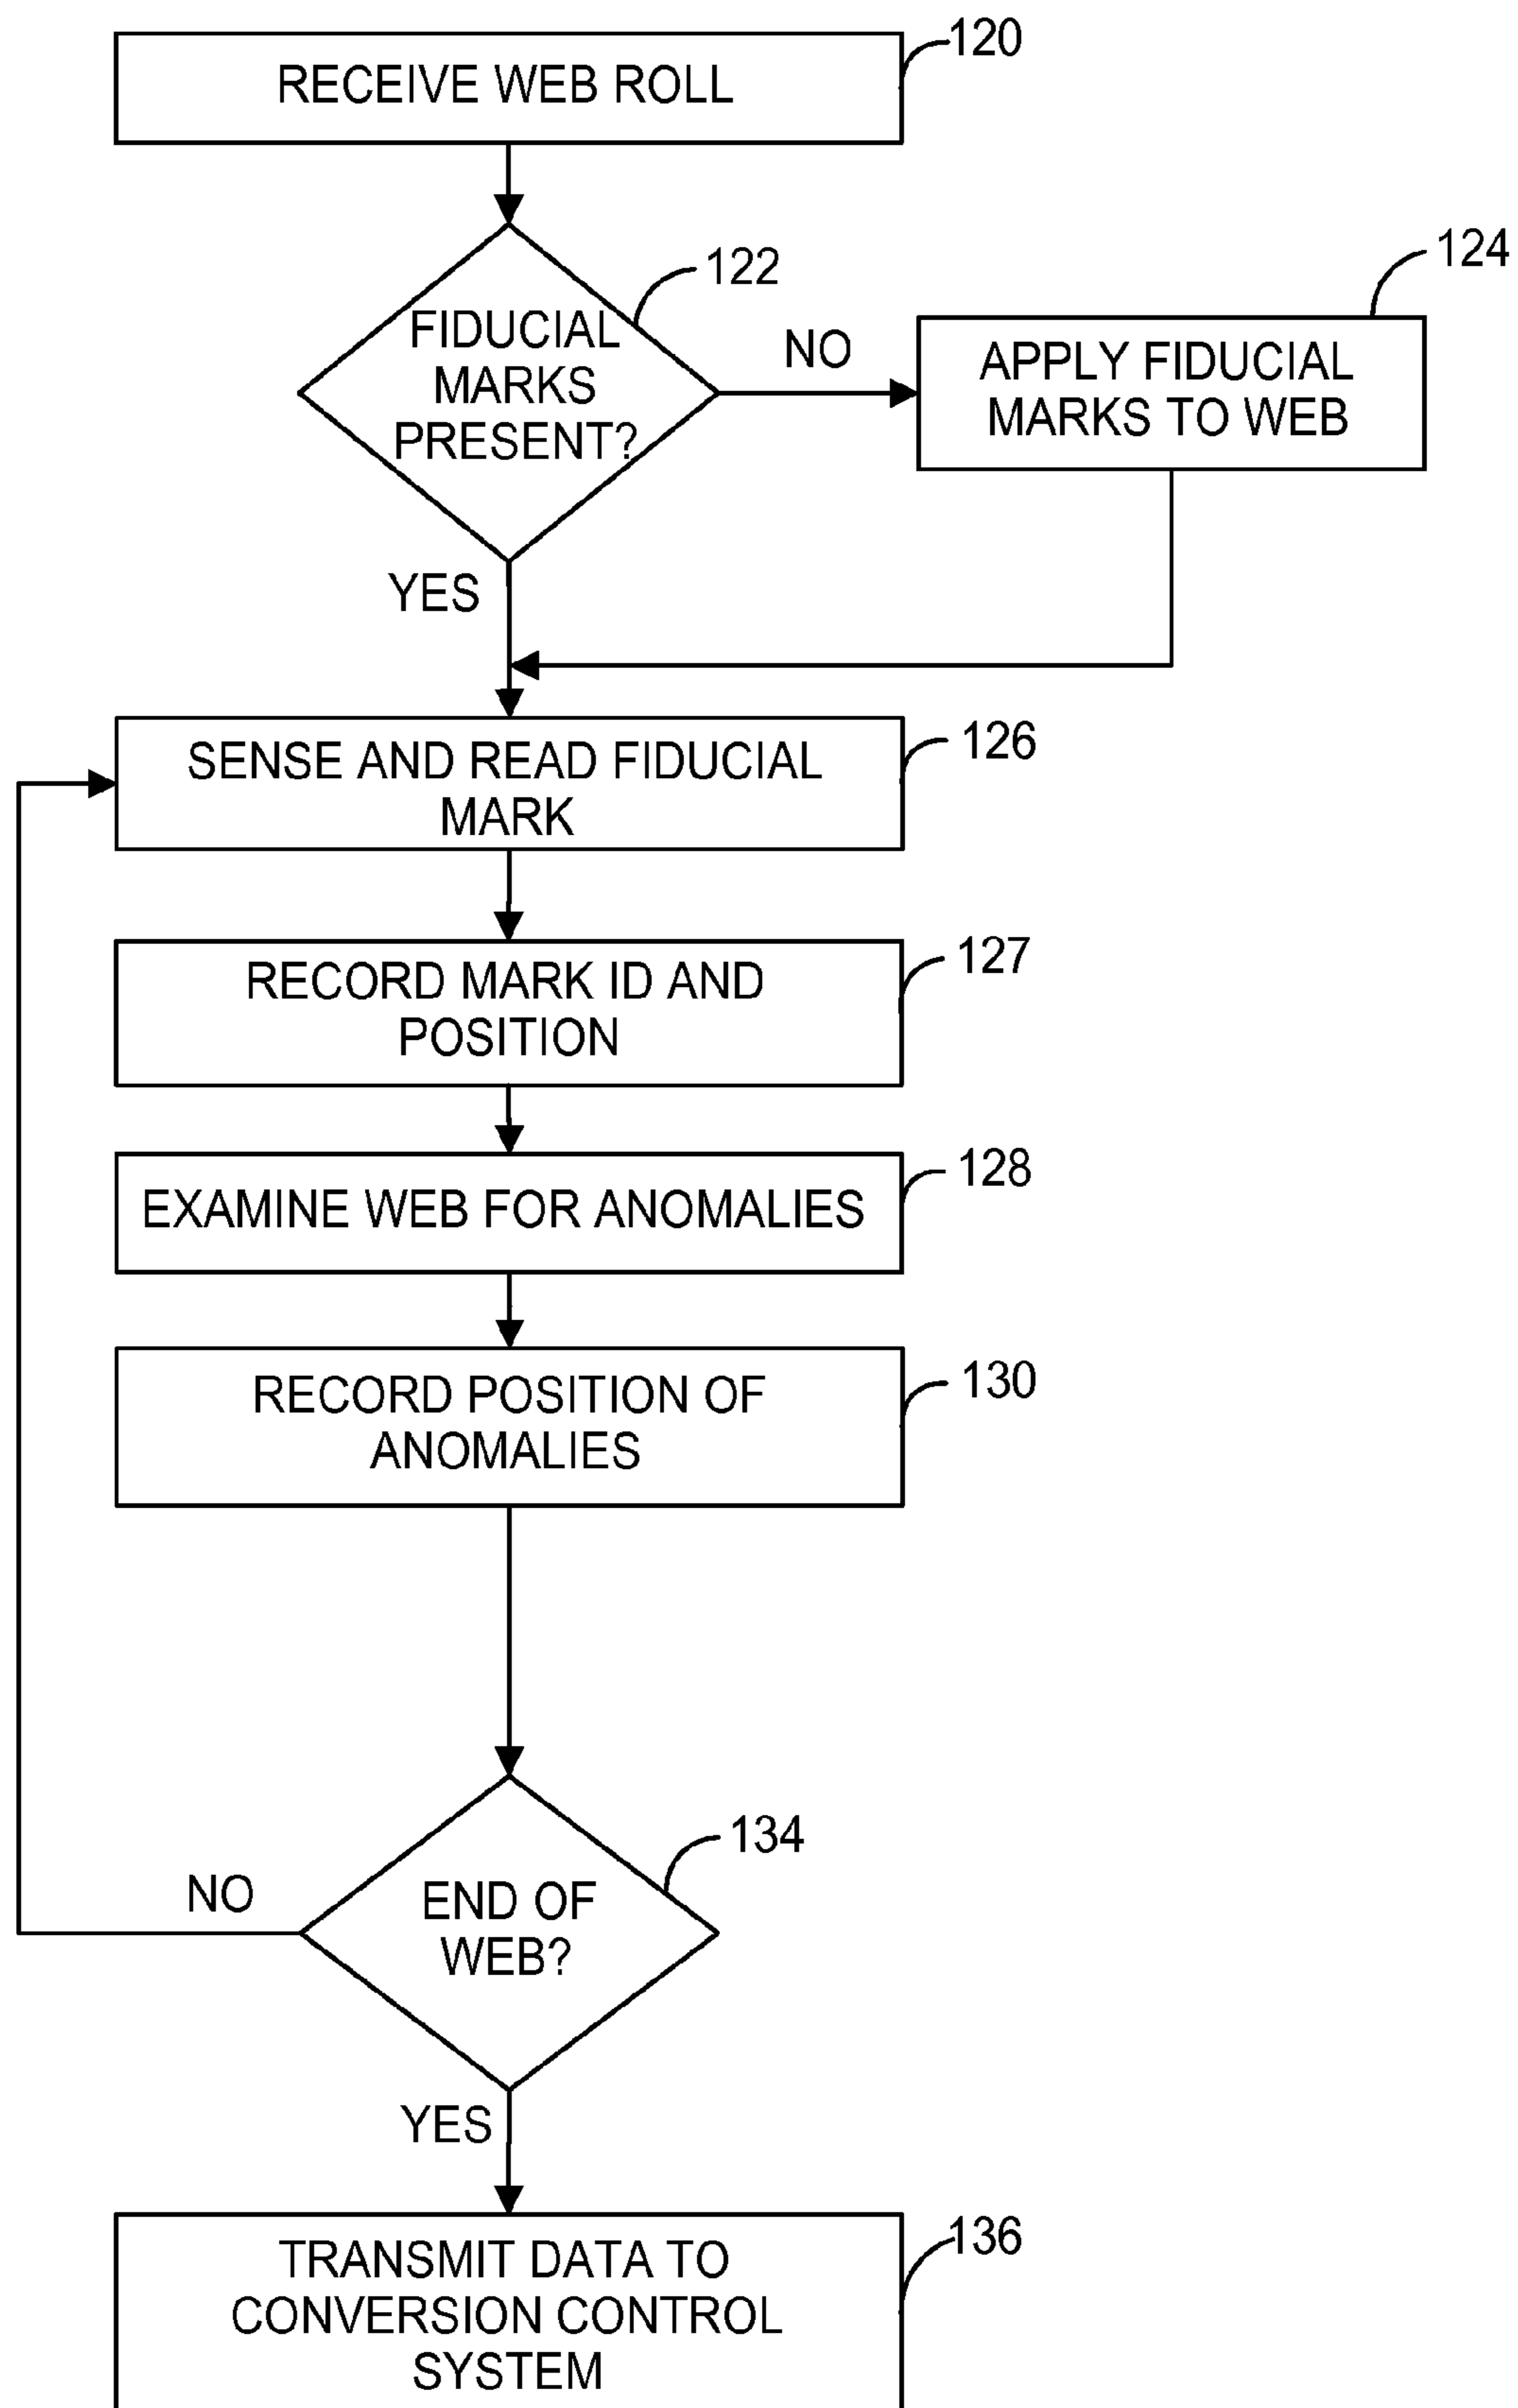 120
RECEIVE WEB ROLL
122
124
FIDUCIAL
MARKS
PRESENT?
NO
APPLY FIDUCIAL
MARKS TO WEB
YES
126
SENSE AND READ FIDUCIAL
MARK
127
RECORD MARK ID AND
POSITION
128
EXAMINE WEB FOR ANOMALIES
130
RECORD POSITION OF
ANOMALIES
134
NO
END OF
WEB?
YES
136
TRANSMIT DATA TO
CONVERSION CONTROL
SYSTEM